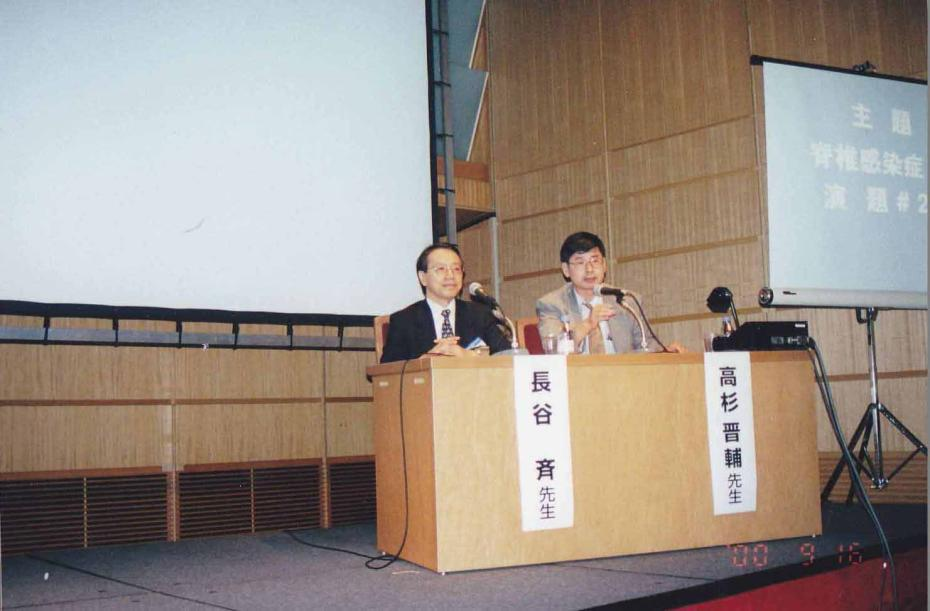 主 題
脊椎感染症
演 題 #2
長谷 斉先生
高杉晋輔先生
'00 9 16